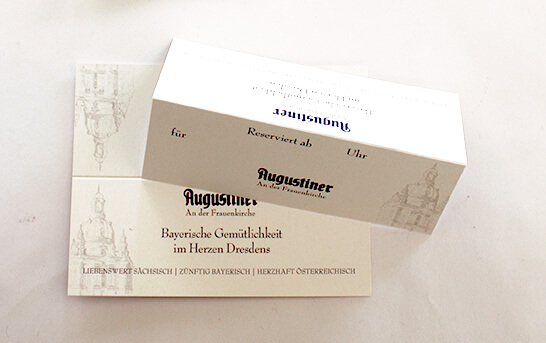 Augustiner
für
Reserviert ab
Uhr
Augustiner
An der Frauenkirche
Augustiner
An der Frauenkirche
Bayerische Gemütlichkeit
im Herzen Dresdens
LIEBENSWERT SÄCHSISCH | ZÜNFTIG BAYERISCH | HERZHAFT ÖSTERREICHISCH